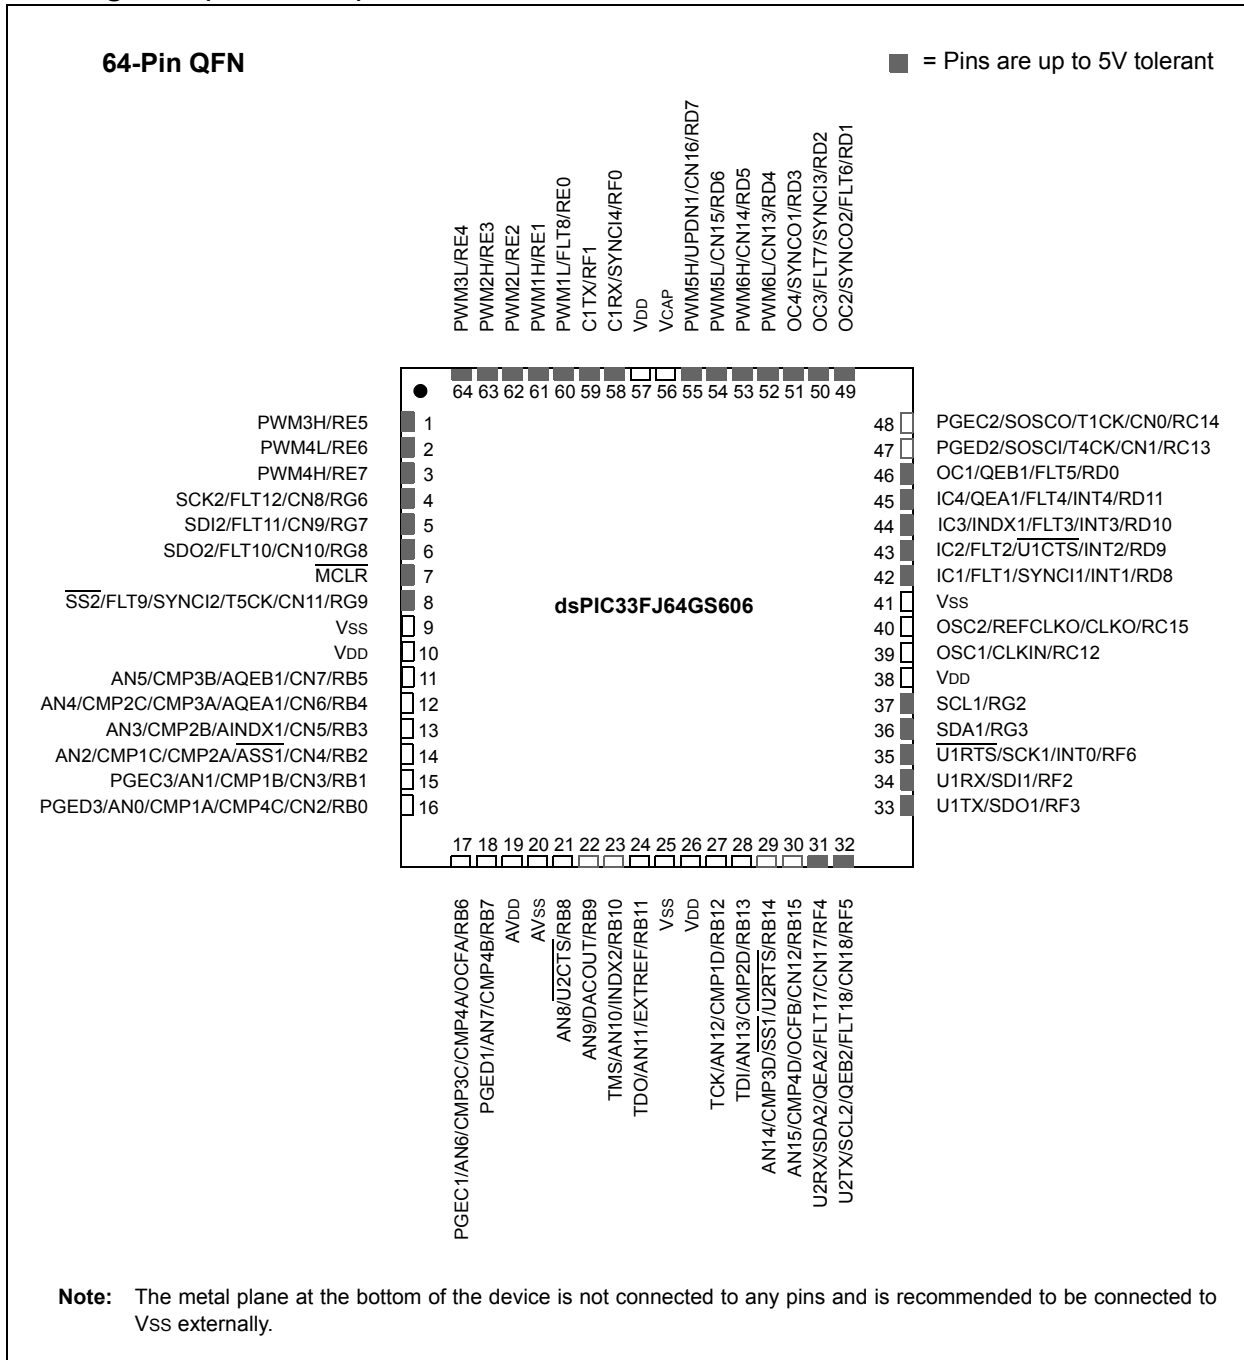 64-Pin QFN
= Pins are up to 5V tolerant
PWM3L/RE4
PWM2H/RE3
PWM2L/RE2
PWM1H/RE1
PWM1L/FLT8/RE0
C1TX/RF1
C1RX/SYNCI4/RF0
VDD
VCAP
PWM5H/UPDN1/CN16/RD7
PWM5L/CN15/RD6
PWM6H/CN14/RD5
PWM6L/CN13/RD4
OC4/SYNCO1/RD3
OC3/FLT7/SYNCI3/RD2
OC2/SYNCO2/FLT6/RD1
64 63 62 61 60 59 58 57 56 55 54 53 52 51 50 49
PWM3H/RE5 1
PWM4L/RE6 2
PWM4H/RE7 3
SCK2/FLT12/CN8/RG6 4
SDI2/FLT11/CN9/RG7 5
SDO2/FLT10/CN10/RG8 6
MCLR 7
SS2/FLT9/SYNCI2/T5CK/CN11/RG9 8
VSS 9
VDD 10
AN5/CMP3B/AQEB1/CN7/RB5 11
AN4/CMP2C/CMP3A/AQEA1/CN6/RB4 12
AN3/CMP2B/AINDX1/CN5/RB3 13
AN2/CMP1C/CMP2A/ASS1/CN4/RB2 14
PGEC3/AN1/CMP1B/CN3/RB1 15
PGED3/AN0/CMP1A/CMP4C/CN2/RB0 16
dsPIC33FJ64GS606
48 PGEC2/SOSCO/T1CK/CN0/RC14
47 PGED2/SOSCI/T4CK/CN1/RC13
46 OC1/QEB1/FLT5/RD0
45 IC4/QEA1/FLT4/INT4/RD11
44 IC3/INDX1/FLT3/INT3/RD10
43 IC2/FLT2/U1CTS/INT2/RD9
42 IC1/FLT1/SYNCI1/INT1/RD8
41 VSS
40 OSC2/REFCLKO/CLKO/RC15
39 OSC1/CLKIN/RC12
38 VDD
37 SCL1/RG2
36 SDA1/RG3
35 U1RTS/SCK1/INT0/RF6
34 U1RX/SDI1/RF2
33 U1TX/SDO1/RF3
17 18 19 20 21 22 23 24 25 26 27 28 29 30 31 32
PGEC1/AN6/CMP3C/CMP4A/OCFA/RB6
PGED1/AN7/CMP4B/RB7
AVDD
AVSS
AN8/U2CTS/RB8
AN9/DACOUT/RB9
TMS/AN10/INDX2/RB10
TDO/AN11/EXTREF/RB11
VSS
VDD
TCK/AN12/CMP1D/RB12
TDI/AN13/CMP2D/RB13
AN14/CMP3D/SS1/U2RTS/RB14
AN15/CMP4D/OCFB/CN12/RB15
U2RX/SDA2/QEA2/FLT17/CN17/RF4
U2TX/SCL2/QEB2/FLT18/CN18/RF5
Note: The metal plane at the bottom of the device is not connected to any pins and is recommended to be connected to
VSS externally.